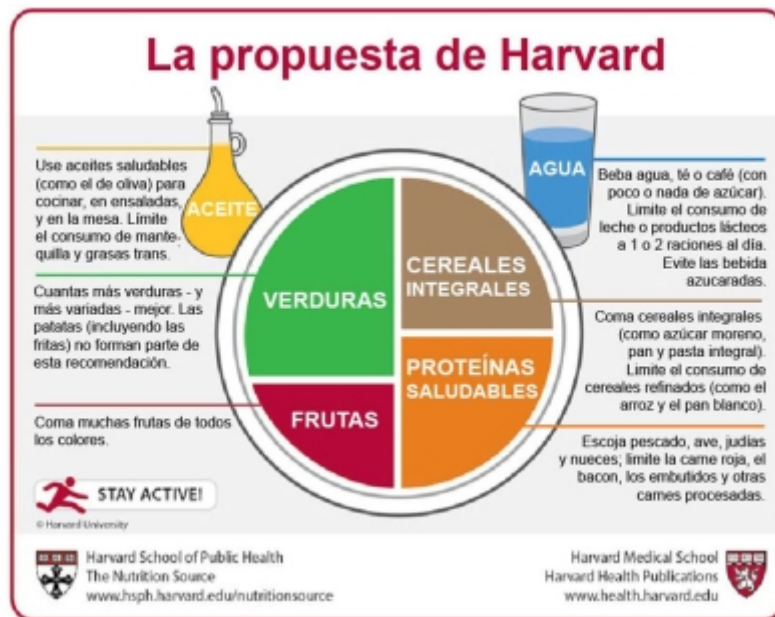 La propuesta de Harvard
Use aceites saludables
(como el de oliva) para
cocinar, en ensaladas,
y en la mesa. Límite
el consumo de mante-
quilla y grasas trans.
ACEITE
AGUA
Beba agua, té o café (con
poco o nada de azúcar).
Limite el consumo de
leche o productos lácteos
a 1 o 2 raciones al día.
Evite las bebida
azucaradas.
VERDURAS
CEREALES
INTEGRALES
Cuantas más verduras - y
más variadas - mejor. Las
patatas (incluyendo las
fritas) no forman parte de
esta recomendación.
Coma cereales integrales
(como azúcar moreno,
pan y pasta integral).
Limite el consumo de
cereales refinados (como el
arroz y el pan blanco).
FRUTAS
PROTEÍNAS
SALUDABLES
Coma muchas frutas de todos
los colores.
Escoja pescado, ave, judías
y nueces; limite la carne roja, el
bacon, los embutidos y otras
carnes procesadas.
STAY ACTIVE!
© Harvard University
Harvard School of Public Health
The Nutrition Source
www.hsph.harvard.edu/nutritionsource
Harvard Medical School
Harvard Health Publications
www.health.harvard.edu